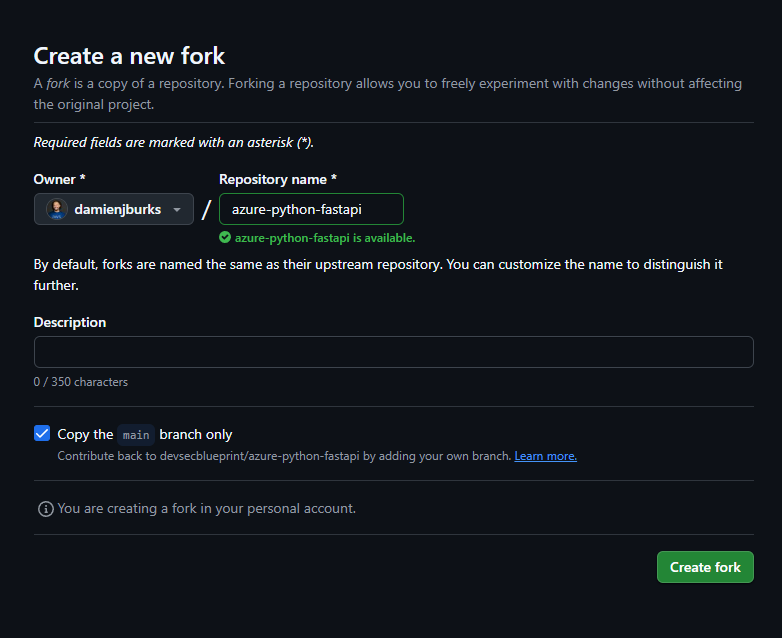 Create a new fork
A fork is a copy of a repository. Forking a repository allows you to freely experiment with changes without affecting
the original project.
Required fields are marked with an asterisk (*).
Owner * Repository name *
damienjburks / azure-python-fastapi
azure-python-fastapi is available.
By default, forks are named the same as their upstream repository. You can customize the name to distinguish it
further.
Description
0 / 350 characters
Copy the main branch only
Contribute back to devsecblueprint/azure-python-fastapi by adding your own branch. Learn more.
You are creating a fork in your personal account.
Create fork